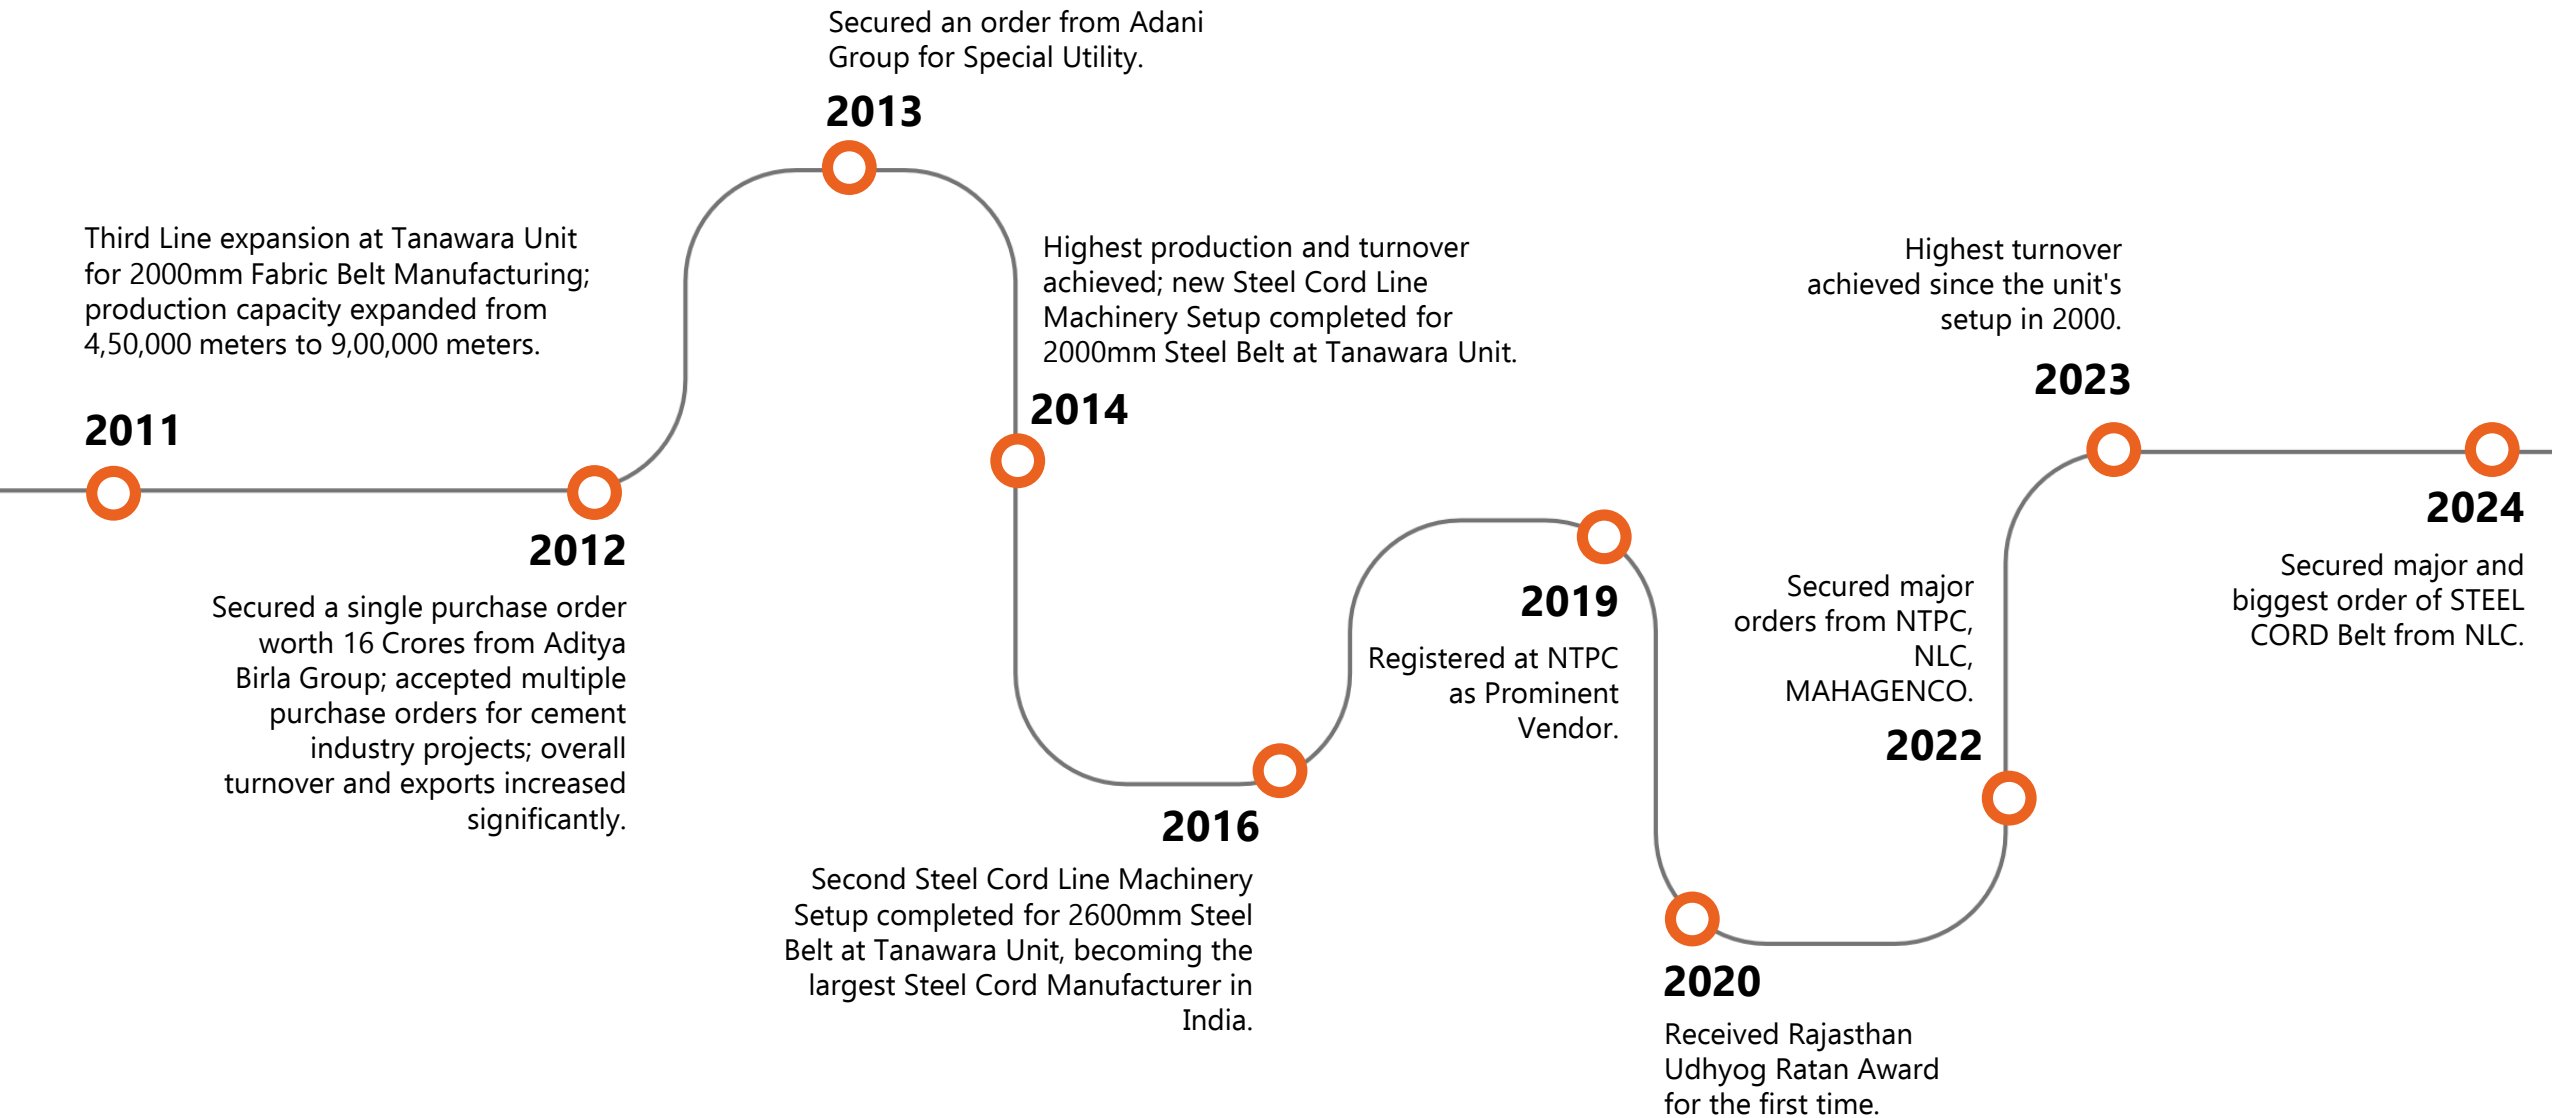 Third Line expansion at Tanawara Unit
for 2000mm Fabric Belt Manufacturing;
production capacity expanded from
4,50,000 meters to 9,00,000 meters.
2011
2012
Secured a single purchase order
worth 16 Crores from Aditya
Birla Group; accepted multiple
purchase orders for cement
industry projects; overall
turnover and exports increased
significantly.
Secured an order from Adani
Group for Special Utility.
2013
Highest production and turnover
achieved; new Steel Cord Line
Machinery Setup completed for
2000mm Steel Belt at Tanawara Unit.
2014
2016
Second Steel Cord Line Machinery
Setup completed for 2600mm Steel
Belt at Tanawara Unit, becoming the
largest Steel Cord Manufacturer in
India.
2019
Registered at NTPC
as Prominent
Vendor.
2020
Received Rajasthan
Udhyog Ratan Award
for the first time.
Secured major
orders from NTPC,
NLC,
MAHAGENCO.
2022
Highest turnover
achieved since the unit's
setup in 2000.
2023
2024
Secured major and
biggest order of STEEL
CORD Belt from NLC.